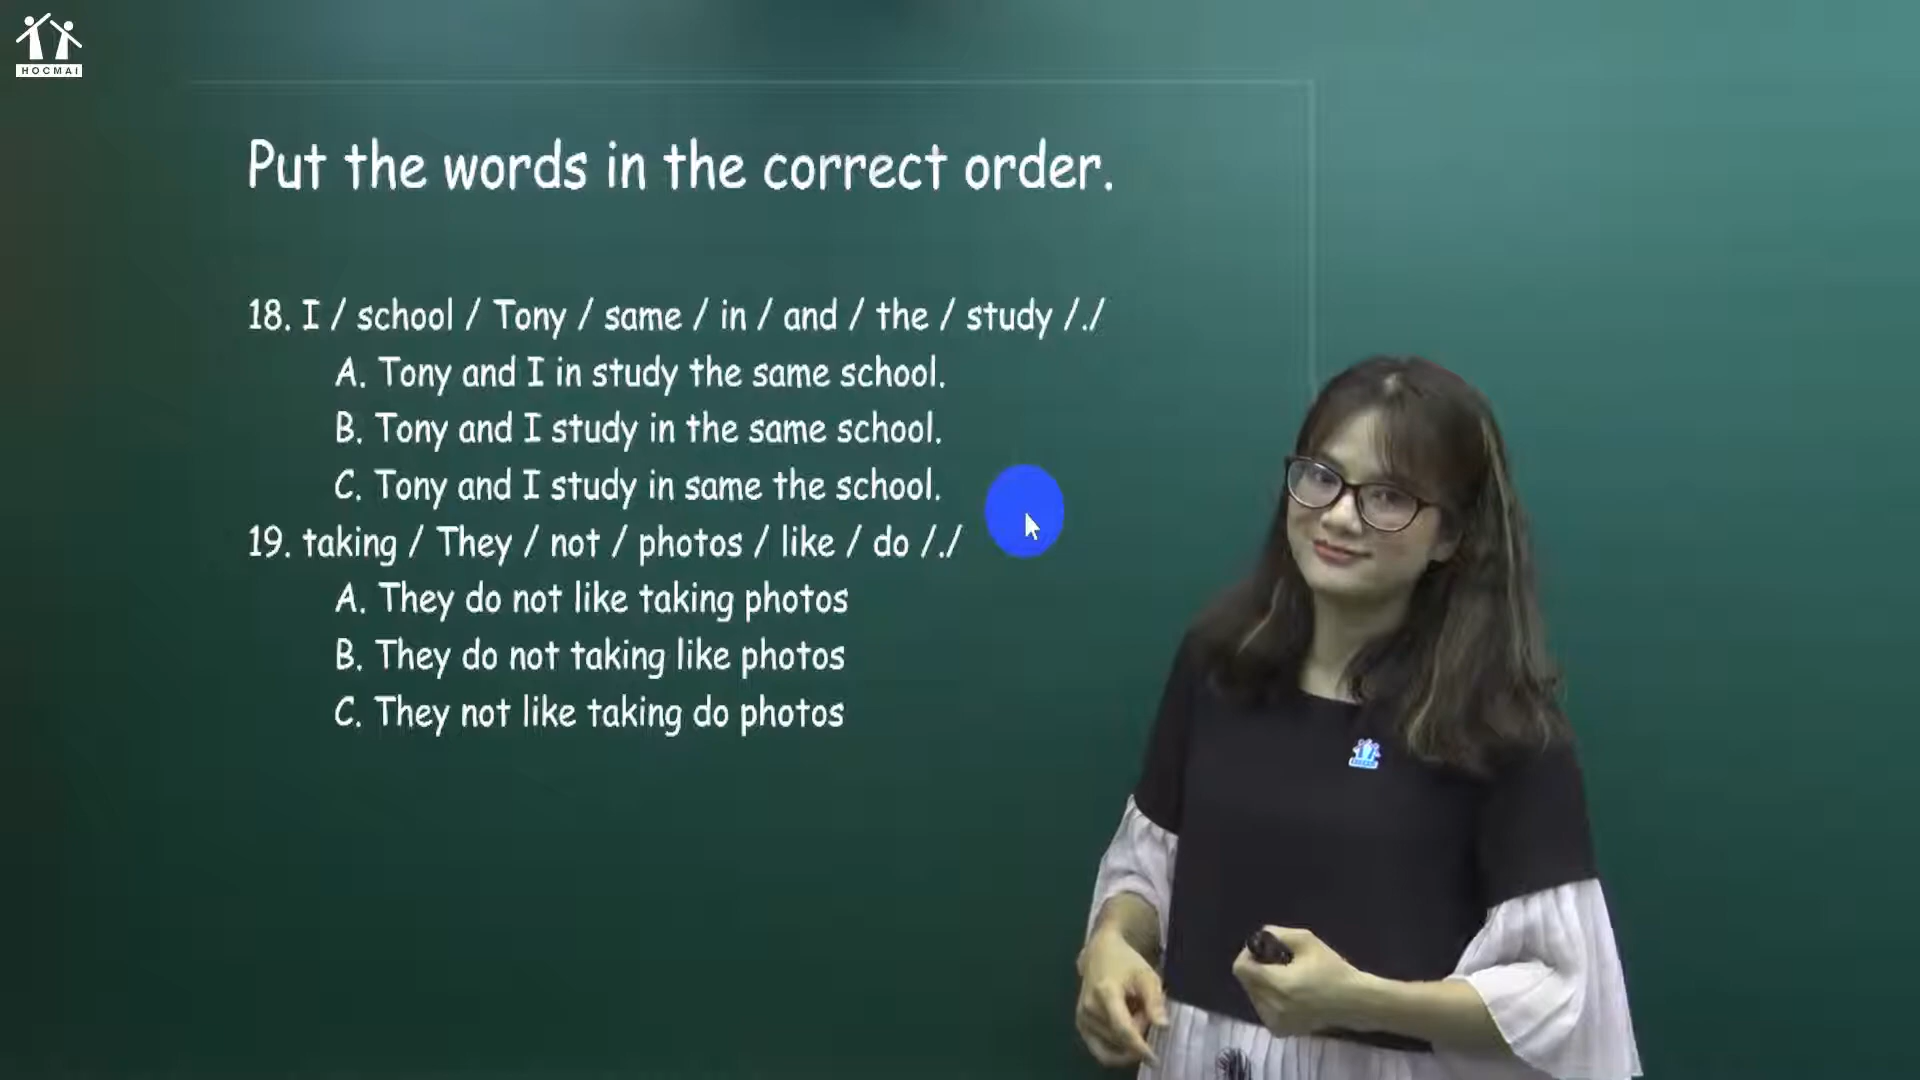 HOCMAI
Put the words in the correct order.
18. I / school / Tony / same / in / and / the / study /./
A. Tony and I in study the same school.
B. Tony and I study in the same school.
C. Tony and I study in same the school.
19. taking / They / not / photos / like / do /./
A. They do not like taking photos
B. They do not taking like photos
C. They not like taking do photos